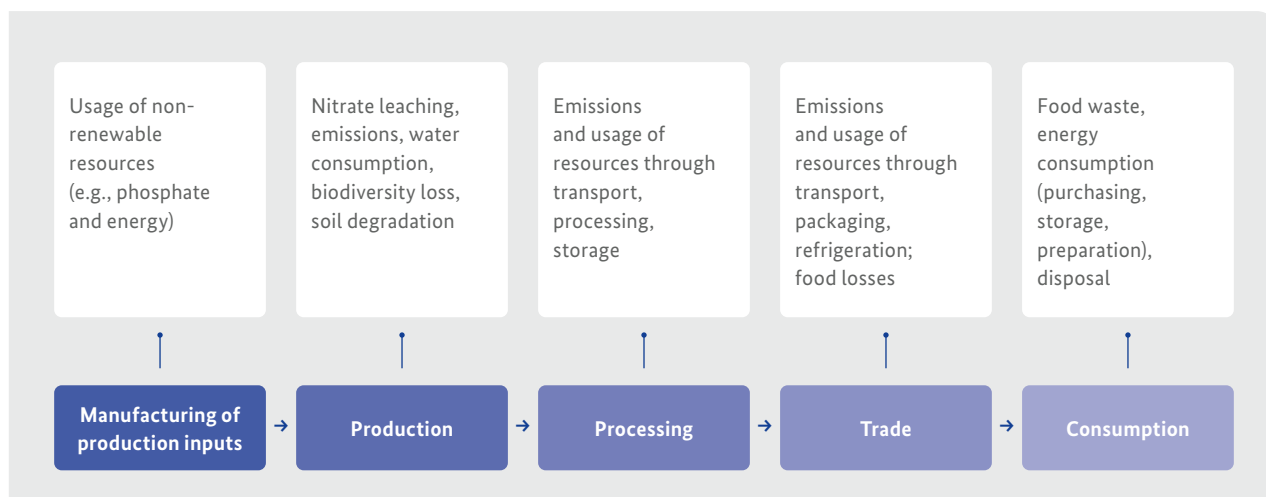 Usage of non-
renewable
resources
(e.g., phosphate
and energy)
Nitrate leaching,
emissions, water
consumption,
biodiversity loss,
soil degradation
Emissions
and usage of
resources through
transport,
processing,
storage
Emissions
and usage of
resources through
transport,
packaging,
refrigeration;
food losses
Food waste,
energy
consumption
(purchasing,
storage,
preparation),
disposal
Manufacturing of
production inputs
Production
Processing
Trade
Consumption